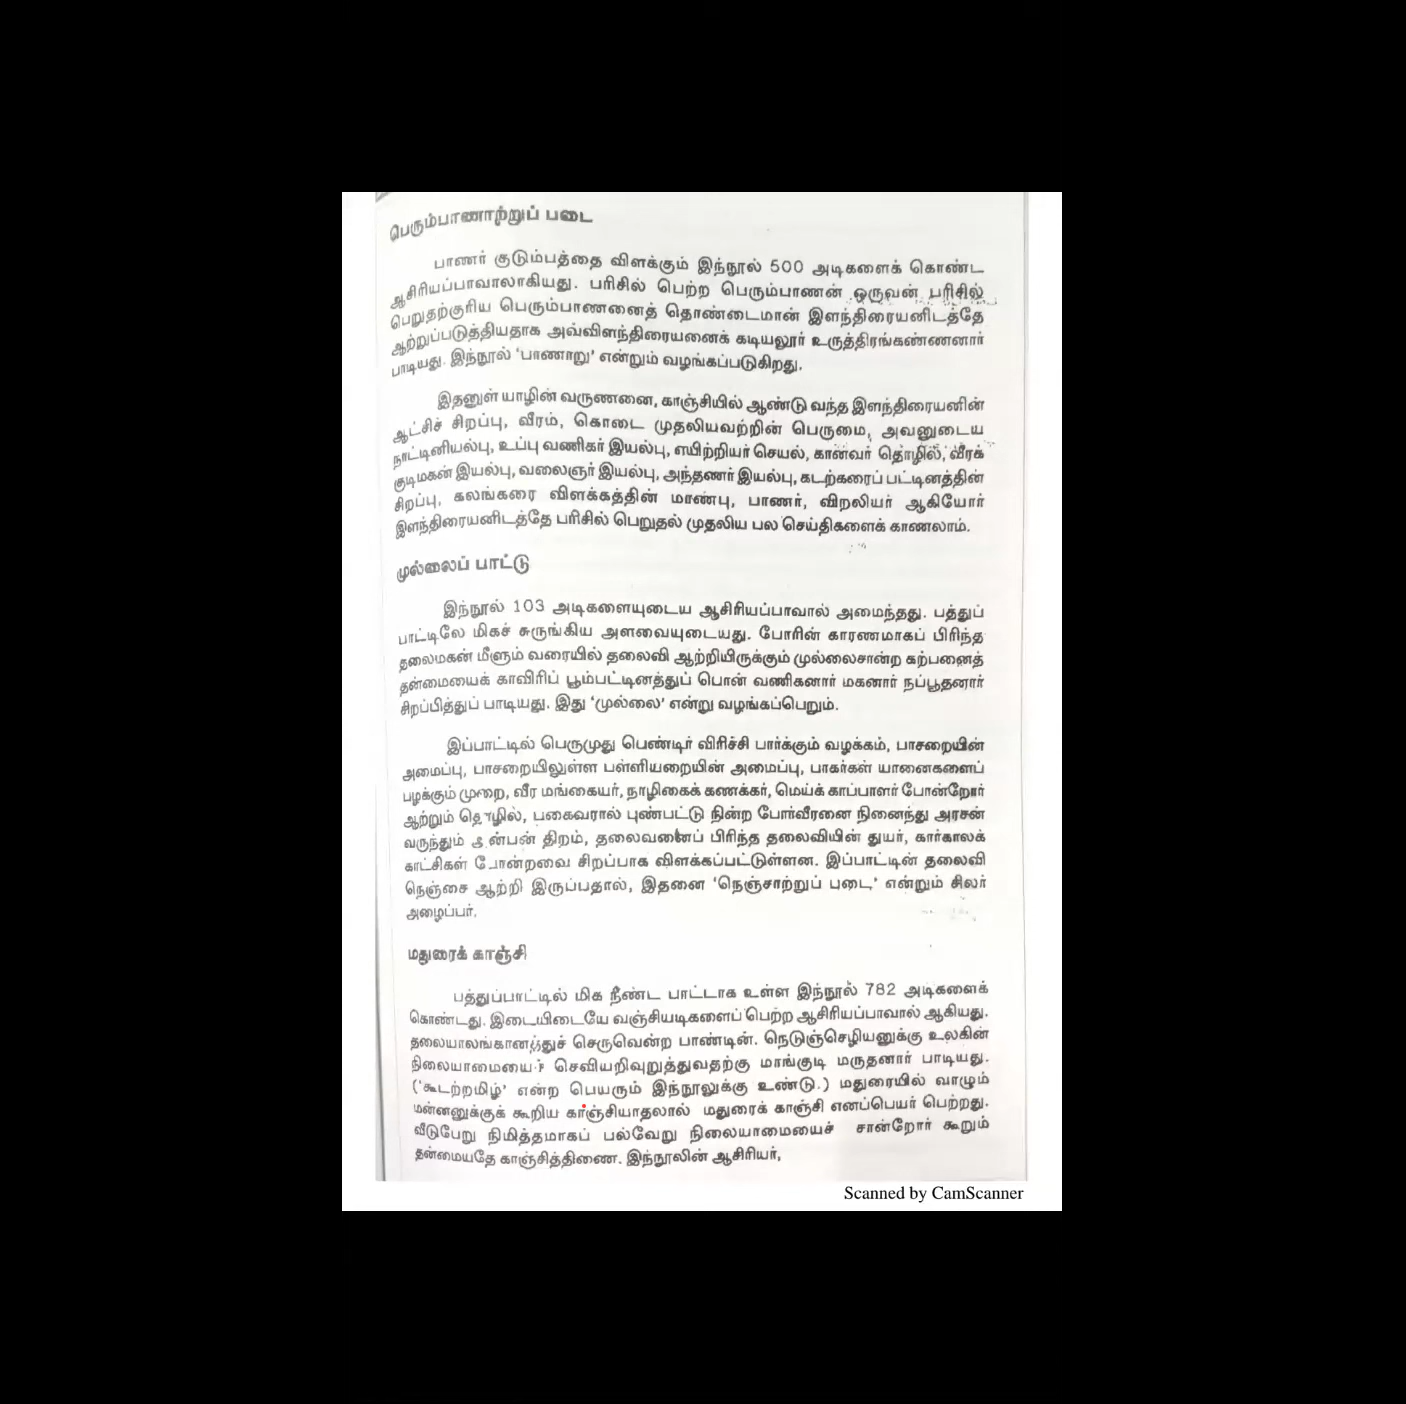 பெரும்பாணாற்றுப் படை
பாணர் குடும்பத்தை விளக்கும் இந்நூல் 500 அடிகளைக் கொண்ட
ஆசிரியப்பாவாலாகியது. பரிசில் பெற்ற பெரும்பாணன் ஒருவன் பரிசில்
பெறுதற்குரிய பெரும்பாணனைத் தொண்டைமான் இளந்திரையனிடத்தே
ஆற்றுப்படுத்தியதாக அவ்விளந்திரையனைக் கடியலூர் உருத்திரங்கண்ணனார்
பாடியது. இந்நூல் 'பாணாறு' என்றும் வழங்கப்படுகிறது.
இதனுள் யாழின் வருணனை, காஞ்சியில் ஆண்டு வந்த இளந்திரையனின்
ஆட்சிச் சிறப்பு, வீரம், கொடை முதலியவற்றின் பெருமை, அவனுடைய
நாட்டினியல்பு, உப்பு வணிகர் இயல்பு, எயிற்றியர் செயல், கானவர் தொழில், வீரக்
குடிமகன் இயல்பு, வலைஞர் இயல்பு, அந்தணர் இயல்பு, கடற்கரைப் பட்டினத்தின்
சிறப்பு, கலங்கரை விளக்கத்தின் மாண்பு, பாணர், விறலியர் ஆகியோர்
இளந்திரையனிடத்தே பரிசில் பெறுதல் முதலிய பல செய்திகளைக் காணலாம்.
முல்லைப் பாட்டு
இந்நூல் 103 அடிகளையுடைய ஆசிரியப்பாவால் அமைந்தது. பத்துப்
பாட்டிலே மிகச் சுருங்கிய அளவையுடையது. போரின் காரணமாகப் பிரிந்த
தலைமகன் மீளும் வரையில் தலைவி ஆற்றியிருக்கும் முல்லைசான்ற கற்பனைத்
தன்மையைக் காவிரிப் பூம்பட்டினத்துப் பொன் வணிகனார் மகனார் நப்பூதனார்
சிறப்பித்துப் பாடியது. இது 'முல்லை' என்று வழங்கப்பெறும்.
இப்பாட்டில் பெருமுது பெண்டிர் விரிச்சி பார்க்கும் வழக்கம், பாசறையின்
அமைப்பு, பாசறையிலுள்ள பள்ளியறையின் அமைப்பு, பாகர்கள் யானைகளைப்
பழக்கும் முறை, வீர மங்கையர், நாழிகைக் கணக்கர், மெய்க் காப்பாளர் போன்றோர்
ஆற்றும் தொழில், பகைவரால் புண்பட்டு நின்ற போர்வீரனை நினைந்து அரசன்
வருந்தும் திறம், தலைவனைப் பிரிந்த தலைவியின் துயர், கார்காலக்
காட்சிகள் போன்றவை சிறப்பாக விளக்கப்பட்டுள்ளன. இப்பாட்டின் தலைவி
நெஞ்சை ஆற்றி இருப்பதால், இதனை 'நெஞ்சாற்றுப் படை' என்றும் சிலர்
அழைப்பர்.
மதுரைக் காஞ்சி
பத்துப்பாட்டில் மிக நீண்ட பாட்டாக உள்ள இந்நூல் 782 அடிகளைக்
கொண்டது. இடையிடையே வஞ்சியடிகளைப் பெற்ற ஆசிரியப்பாவால் ஆகியது.
தலையாலங்கானத்துச் செருவென்ற பாண்டின். நெடுஞ்செழியனுக்கு உலகின்
நிலையாமையைச் செவியறிவுறுத்துவதற்கு மாங்குடி மருதனார் பாடியது.
('கூடற்றமிழ்' என்ற பெயரும் இந்நூலுக்கு உண்டு.) மதுரையில் வாழும்
மன்னனுக்குக் கூறிய காஞ்சியாதலால் மதுரைக் காஞ்சி எனப்பெயர் பெற்றது.
வீடுபேறு நிமித்தமாகப் பல்வேறு நிலையாமையைச் சான்றோர் கூறும்
தன்மையதே காஞ்சித்திணை. இந்நூலின் ஆசிரியர்,
Scanned by CamScanner